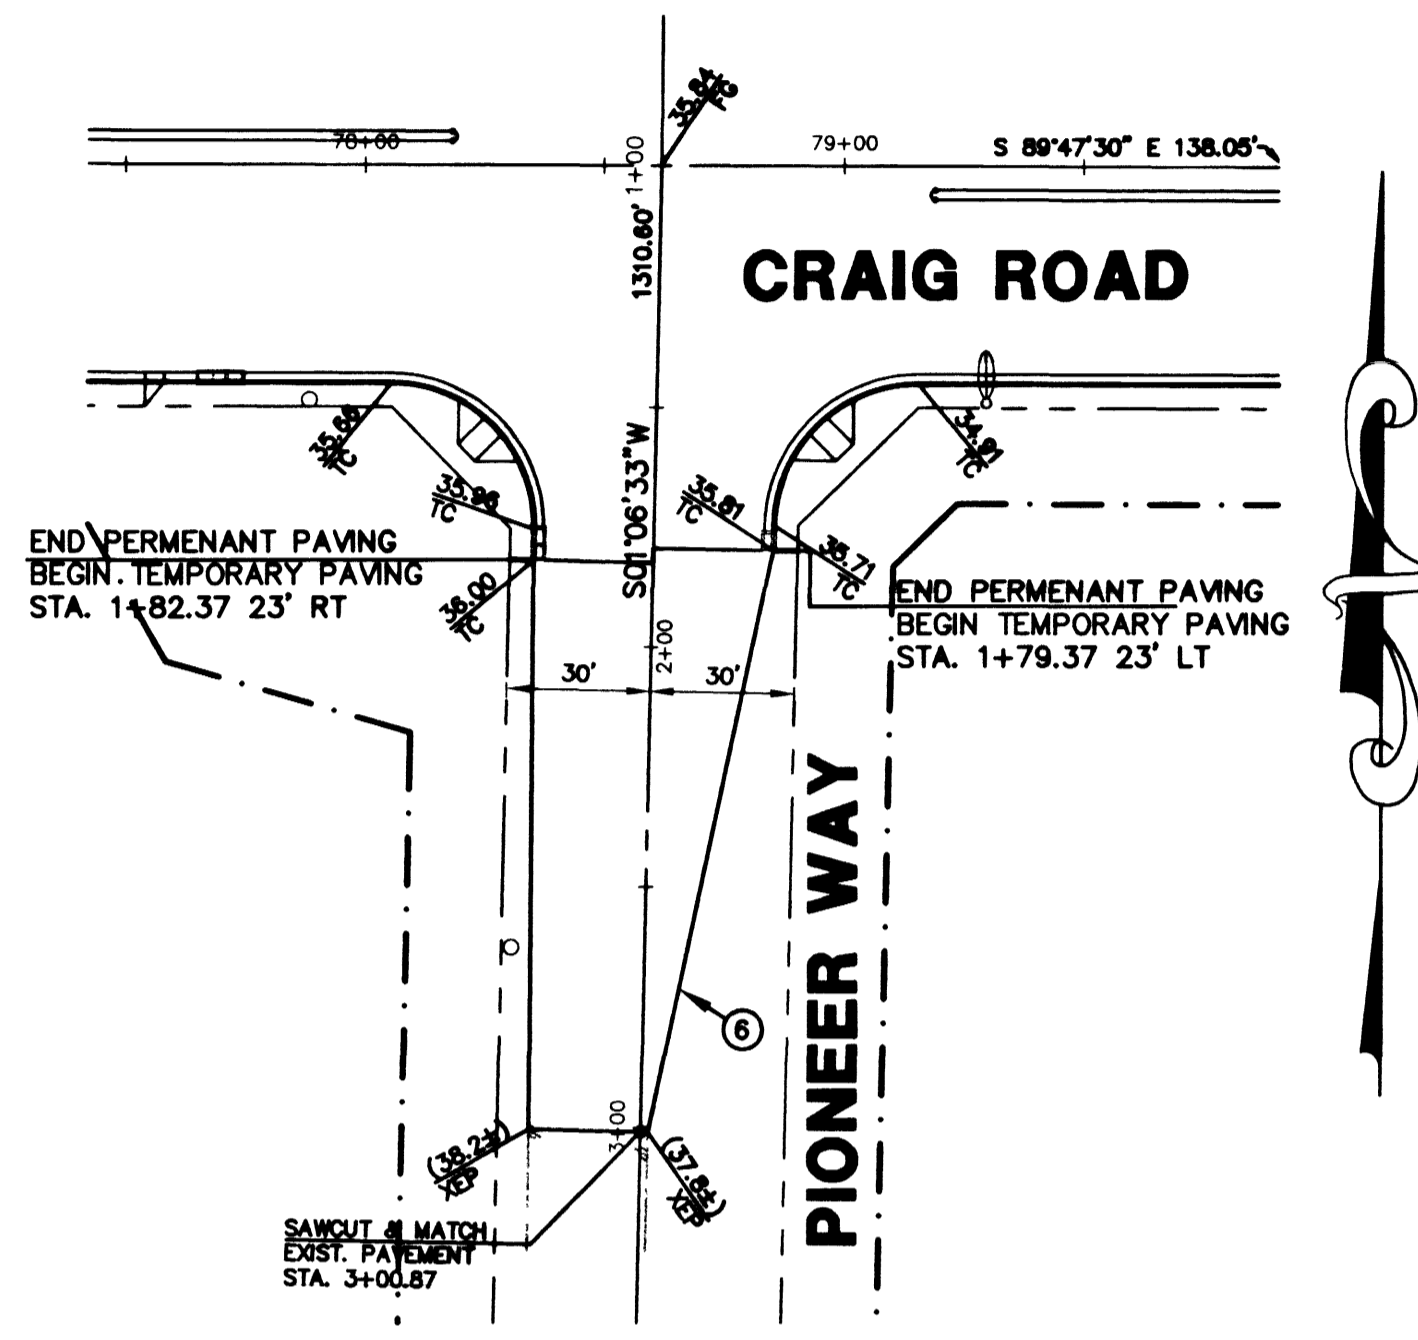 35.84
FG
78+00
79+00
S 89°47'30" E 138.05'
1+00
1310.60'
CRAIG ROAD
35.66
TC
34.91
TC
35.96
TC
S01°06'33"W
35.81
TC
35.71
TC
36.00
TC
END PERMENANT PAVING
BEGIN TEMPORARY PAVING
STA. 1+82.37 23' RT
END PERMENANT PAVING
BEGIN TEMPORARY PAVING
STA. 1+79.37 23' LT
2+00
30'
30'
PIONEER WAY
6
3+00
(38.2±)
XEP
(37.8±)
XEP
SAWCUT & MATCH
EXIST. PAVEMENT
STA. 3+00.87